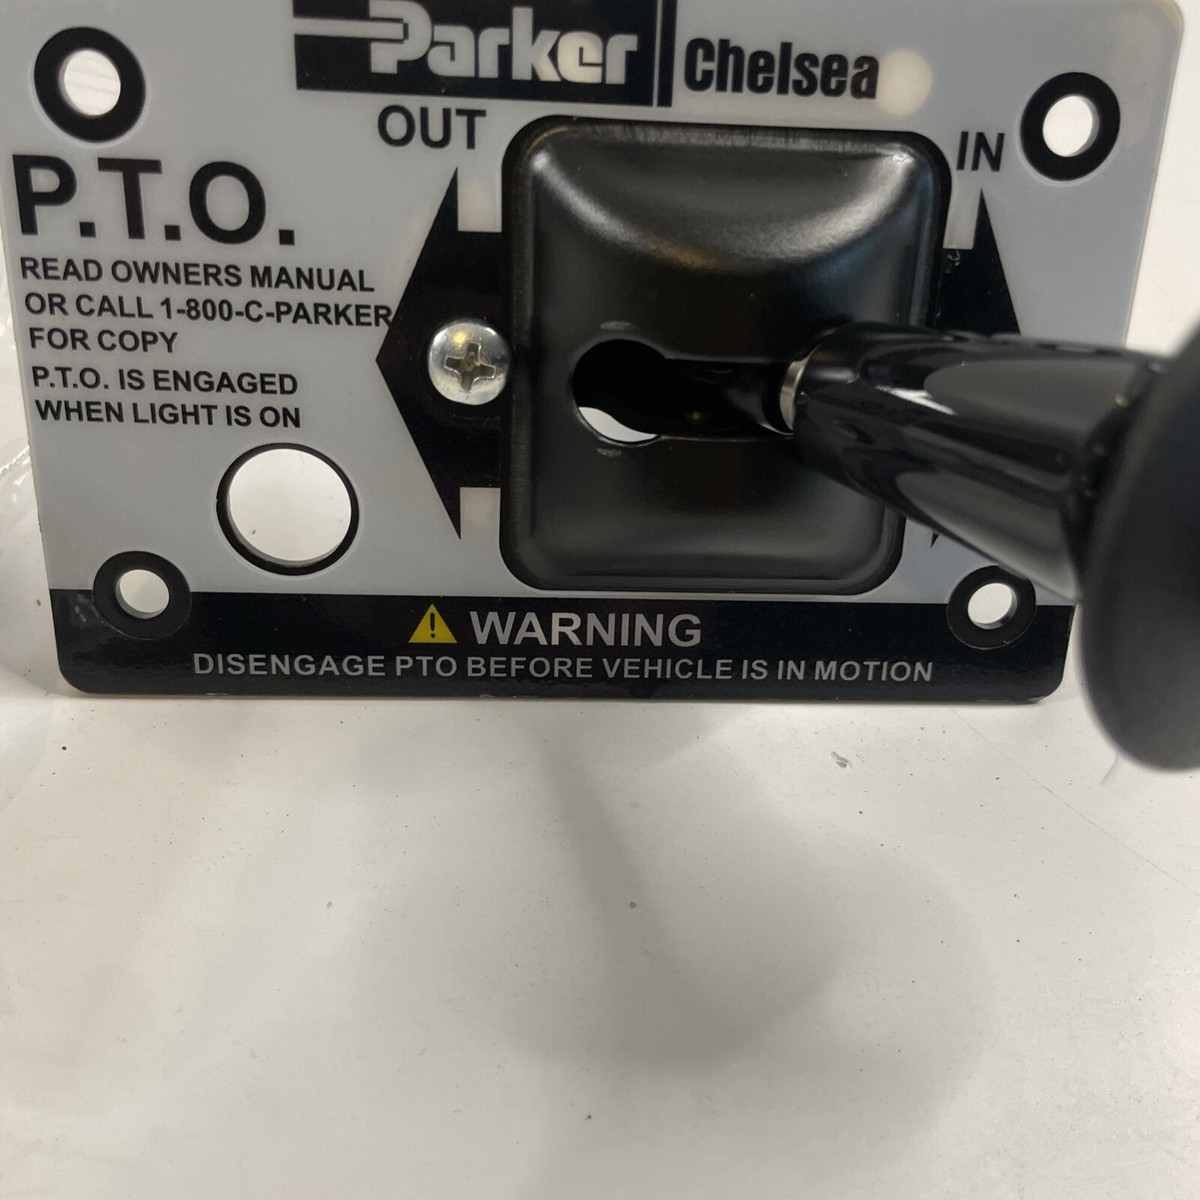 Parker Chelsea
OUT
IN
P.T.O.
READ OWNERS MANUAL
OR CALL 1-800-C-PARKER
FOR COPY
P.T.O. IS ENGAGED
WHEN LIGHT IS ON
WARNING
DISENGAGE PTO BEFORE VEHICLE IS IN MOTION